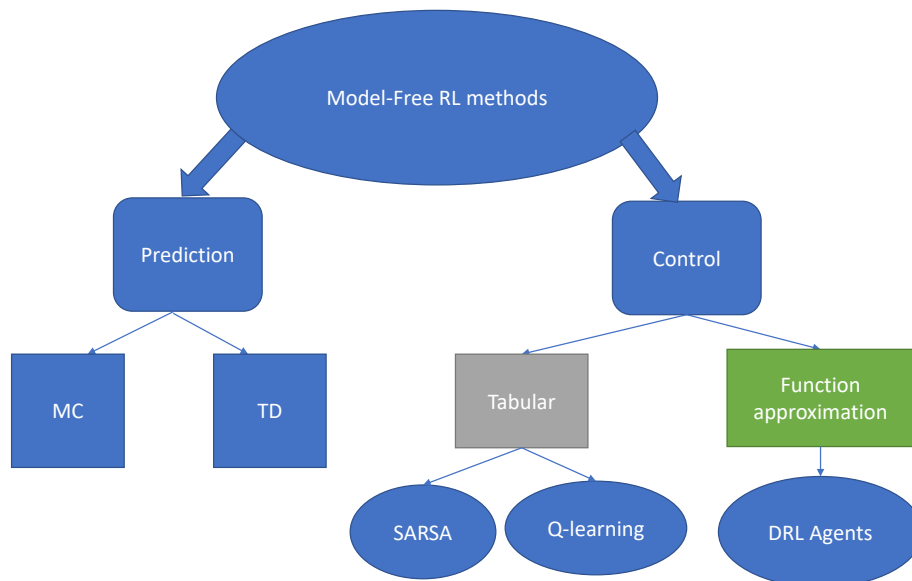 Model-Free RL methods
Prediction
Control
MC
TD
Tabular
Function
approximation
SARSA
Q-learning
DRL Agents